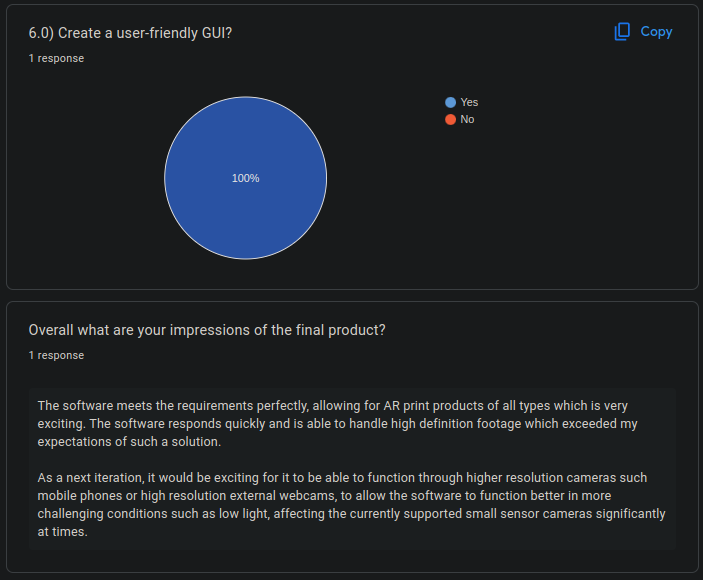 6.0) Create a user-friendly GUI?
Copy
1 response
Yes
No
100%
Overall what are your impressions of the final product?
1 response
The software meets the requirements perfectly, allowing for AR print products of all types which is very
exciting. The software responds quickly and is able to handle high definition footage which exceeded my
expectations of such a solution.
As a next iteration, it would be exciting for it to be able to function through higher resolution cameras such
mobile phones or high resolution external webcams, to allow the software to function better in more
challenging conditions such as low light, affecting the currently supported small sensor cameras significantly
at times.